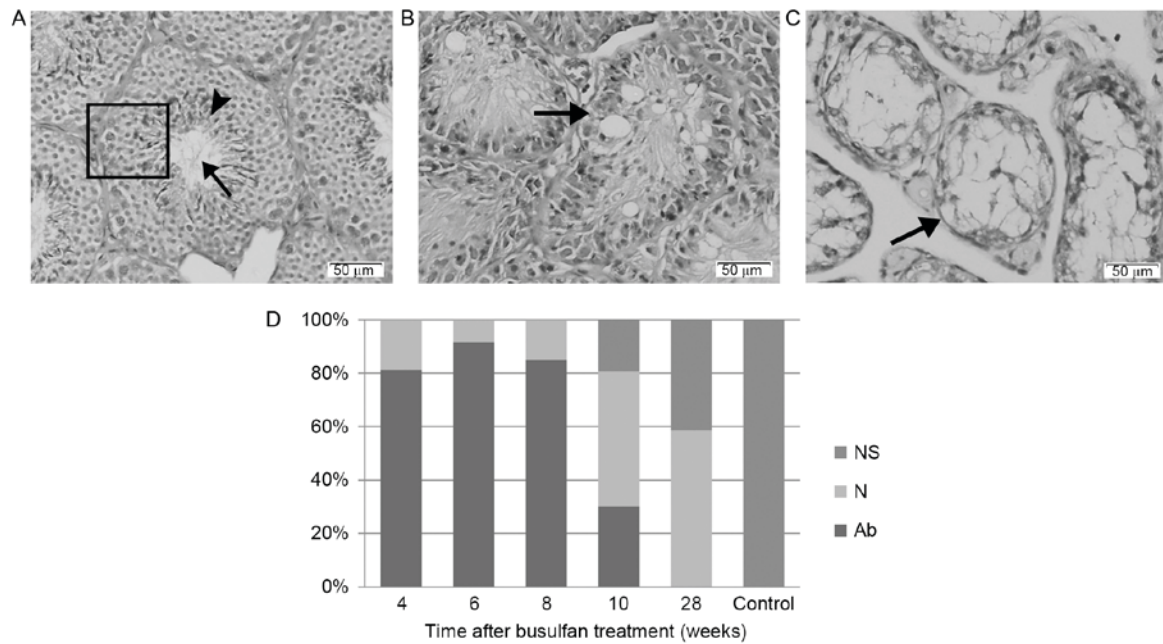 A
B
C
50 μm
50 μm
50 μm
D
100%
80%
60%
40%
20%
0%
NS
N
Ab
4 6 8 10 28 Control
Time after busulfan treatment (weeks)